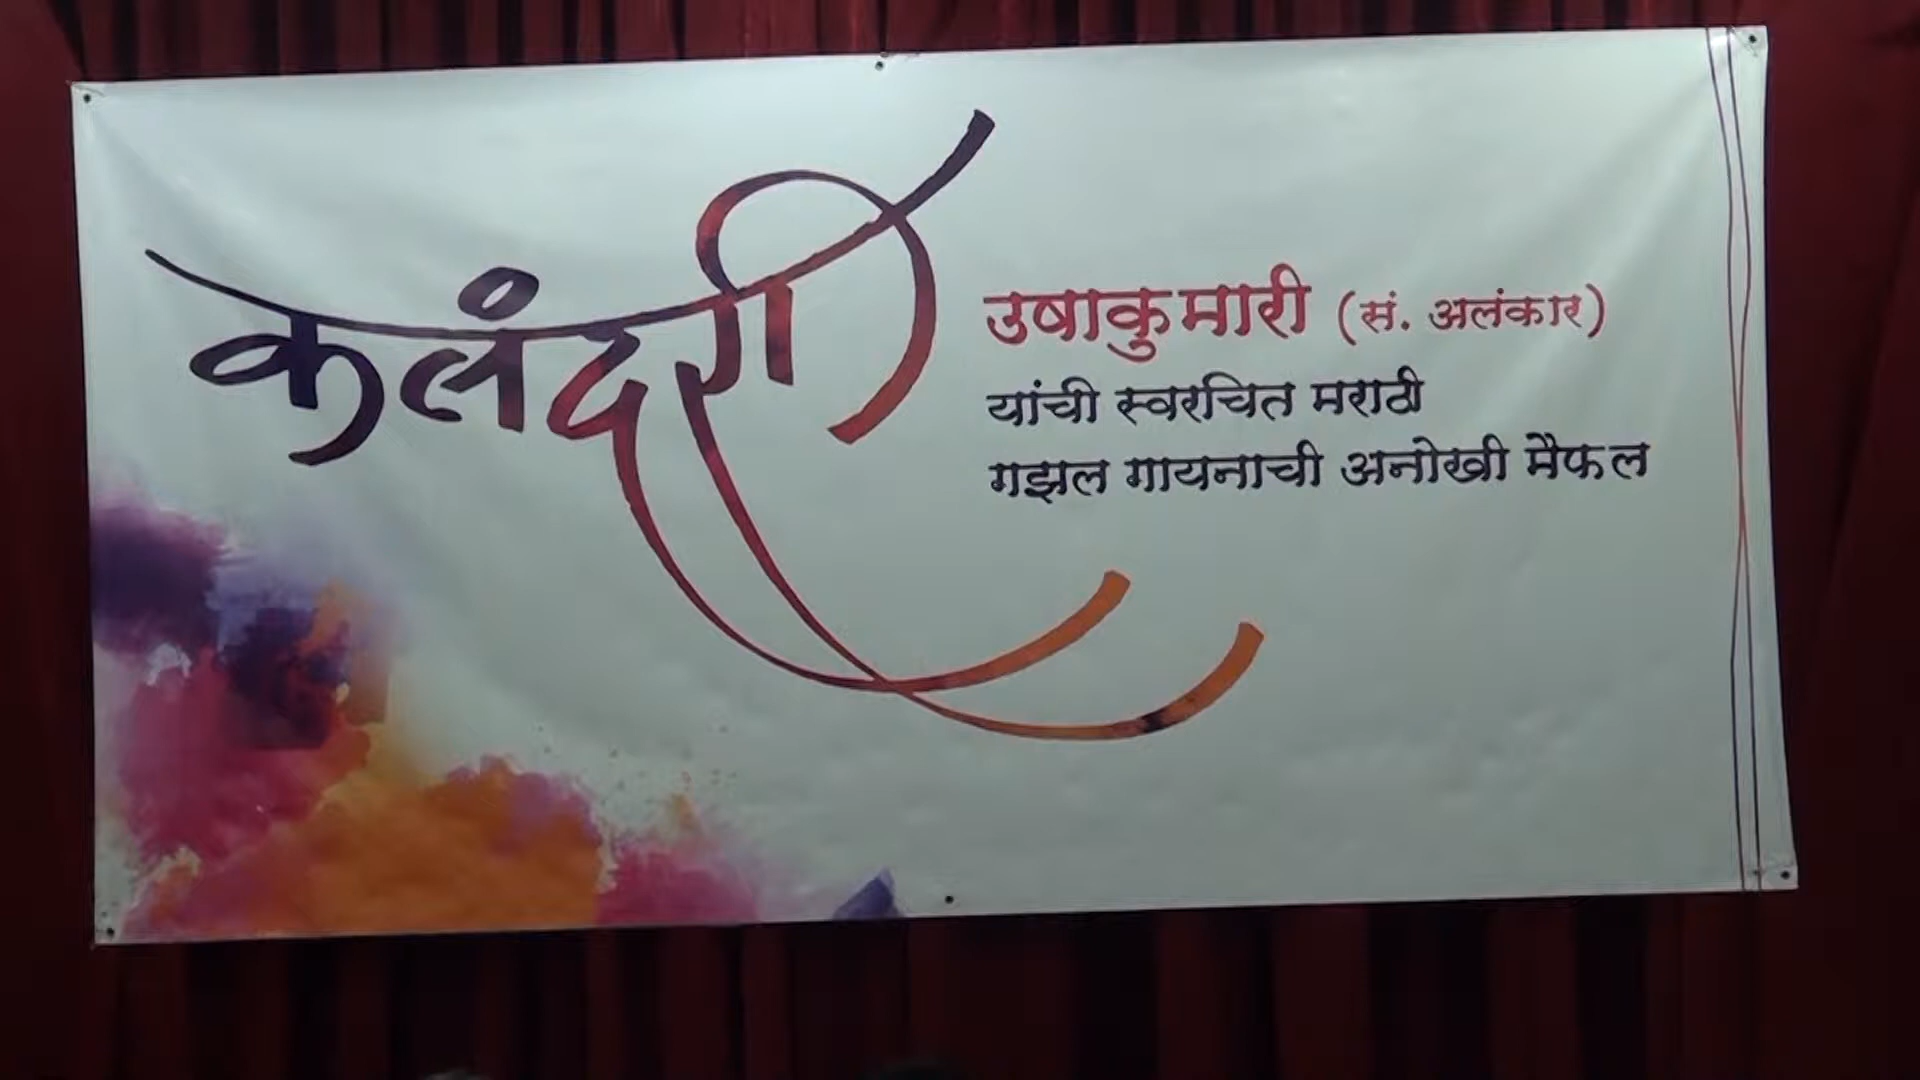 कलंदरी
उषाकुमारी (सं. अलंकार)
यांची स्वरचित मराठी
गझल गायनाची अनोखी मैफल